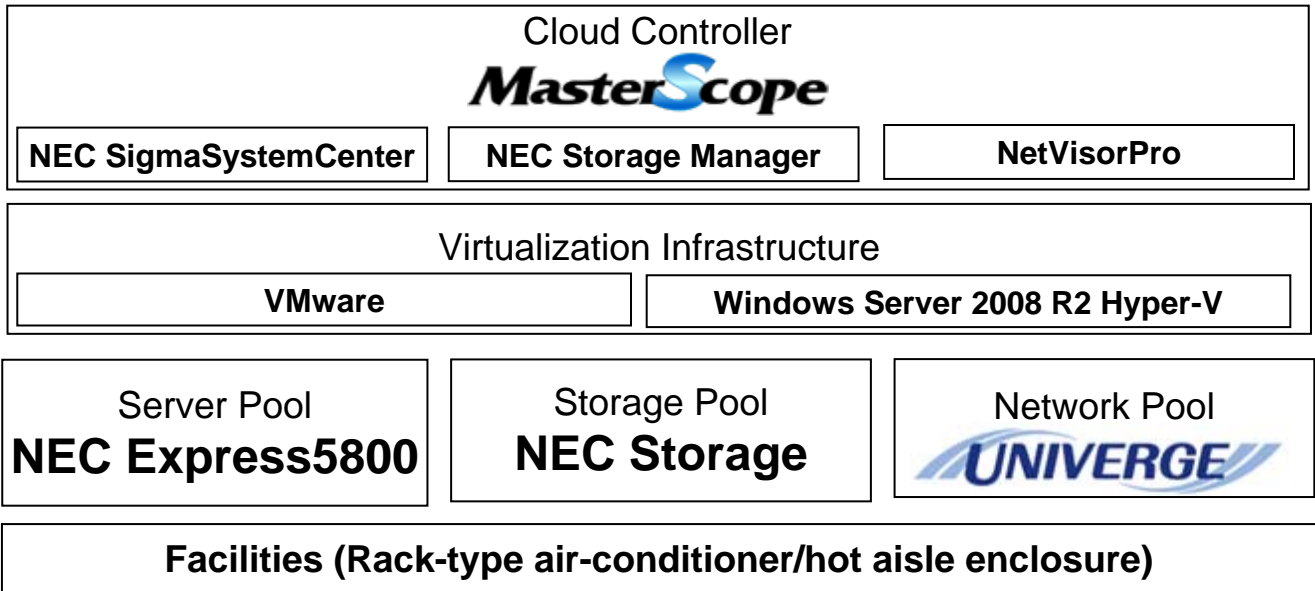 Cloud Controller
MasterScope
NEC SigmaSystemCenter
NEC Storage Manager
NetVisorPro
Virtualization Infrastructure
VMware
Windows Server 2008 R2 Hyper-V
Server Pool
NEC Express5800
Storage Pool
NEC Storage
Network Pool
UNIVERGE
Facilities (Rack-type air-conditioner/hot aisle enclosure)